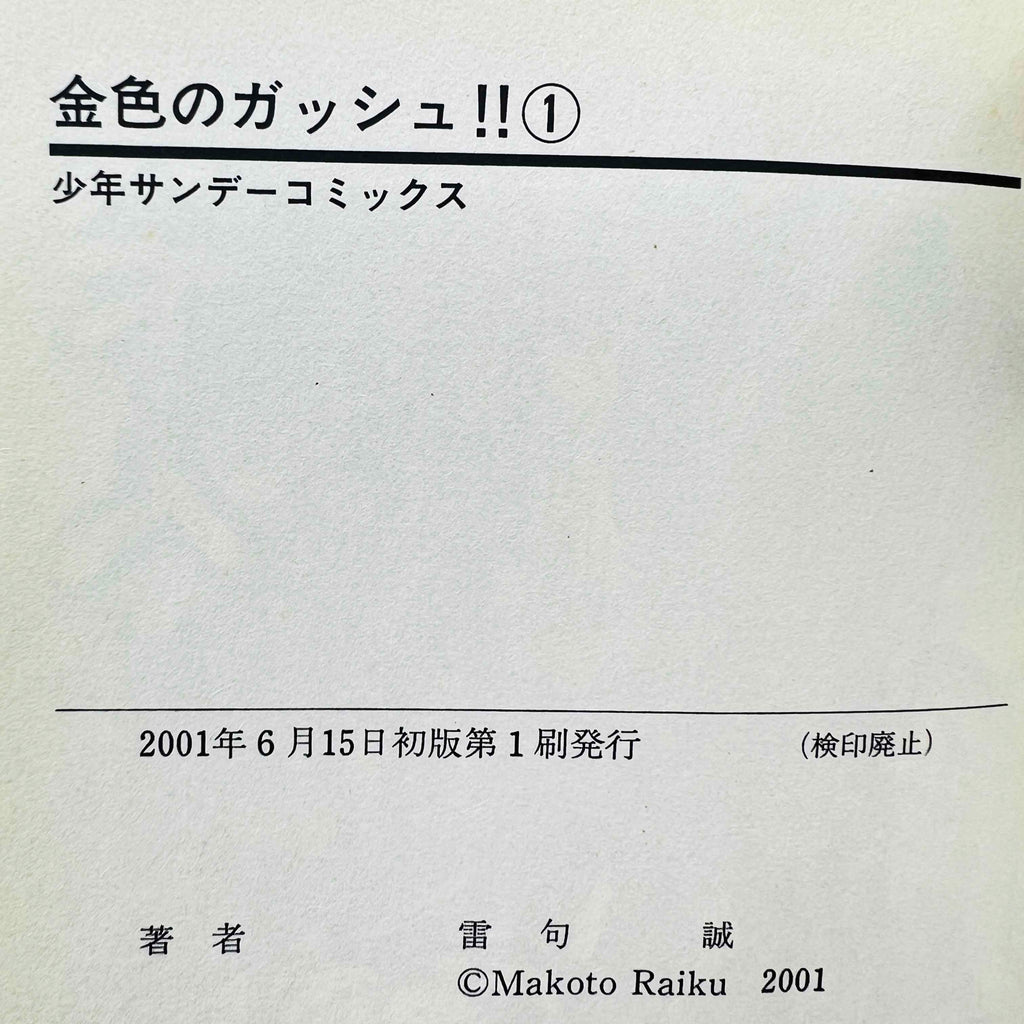 金色のガッシュ!!①
少年サンデーコミックス
2001年6月15日初版第1刷発行 (検印廃止)
著者 雷句 誠
©Makoto Raiku 2001